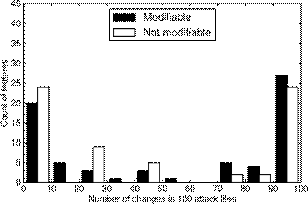 45
40
35
30
25
20
15
10
5
0
Count of features
Modifiable
Not modifiable
0 10 20 30 40 50 60 70 80 90 100
Number of changes in 100 attack files